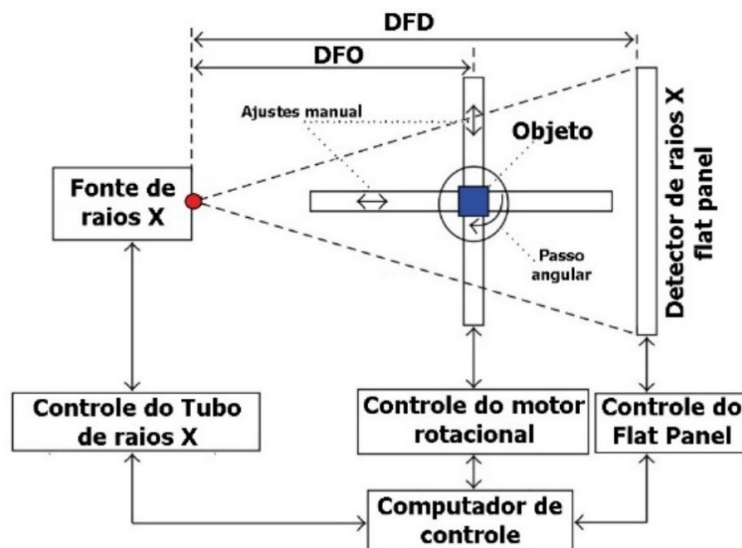 DFD
DFO
Ajustes manual
Objeto
Fonte de
raios X
Passo
angular
Detector de raios X
flat panel
Controle do Tubo
de raios X
Controle do motor
rotacional
Controle do
Flat Panel
Computador de
controle